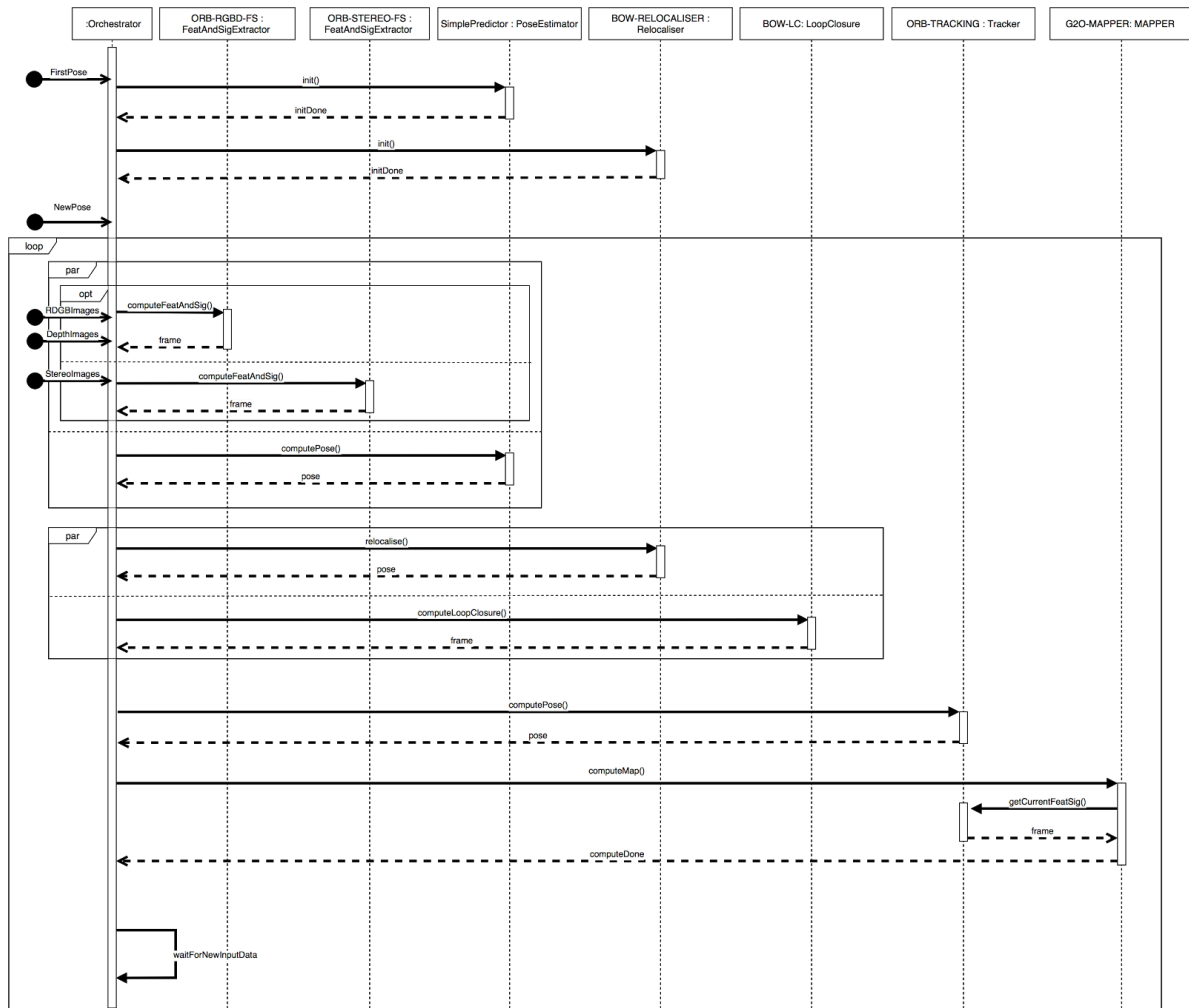 :Orchestrator
ORB-RGBD-FS :
FeatAndSigExtractor
ORB-STEREO-FS :
FeatAndSigExtractor
SimplePredictor : PoseEstimator
BOW-RELOCALISER :
Relocaliser
BOW-LC: LoopClosure
ORB-TRACKING : Tracker
G2O-MAPPER: MAPPER
FirstPose
init()
initDone
init()
initDone
NewPose
loop
par
opt
computeFeatAndSig()
RDGBImages
DepthImages
frame
StereoImages
computeFeatAndSig()
frame
computePose()
pose
par
relocalise()
pose
computeLoopClosure()
frame
computePose()
pose
computeMap()
getCurrentFeatSig()
frame
computeDone
waitForNewInputData